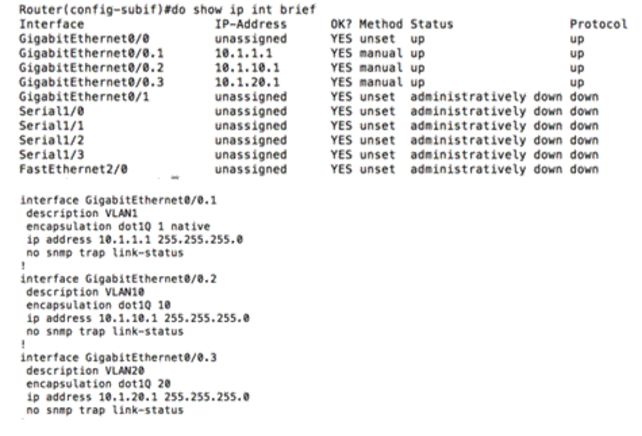 Router(config-subif)#do show ip int brief
Interface IP-Address OK? Method Status Protocol
GigabitEthernet0/0 unassigned YES unset up up
GigabitEthernet0/0.1 10.1.1.1 YES manual up up
GigabitEthernet0/0.2 10.1.10.1 YES manual up up
GigabitEthernet0/0.3 10.1.20.1 YES manual up up
GigabitEthernet0/1 unassigned YES unset administratively down down
Serial1/0 unassigned YES unset administratively down down
Serial1/1 unassigned YES unset administratively down down
Serial1/2 unassigned YES unset administratively down down
Serial1/3 unassigned YES unset administratively down down
FastEthernet2/0 unassigned YES unset administratively down down
interface GigabitEthernet0/0.1
description VLAN1
encapsulation dot1Q 1 native
ip address 10.1.1.1 255.255.255.0
no snmp trap link-status
!
interface GigabitEthernet0/0.2
description VLAN10
encapsulation dot1Q 10
ip address 10.1.10.1 255.255.255.0
no snmp trap link-status
!
interface GigabitEthernet0/0.3
description VLAN20
encapsulation dot1Q 20
ip address 10.1.20.1 255.255.255.0
no snmp trap link-status